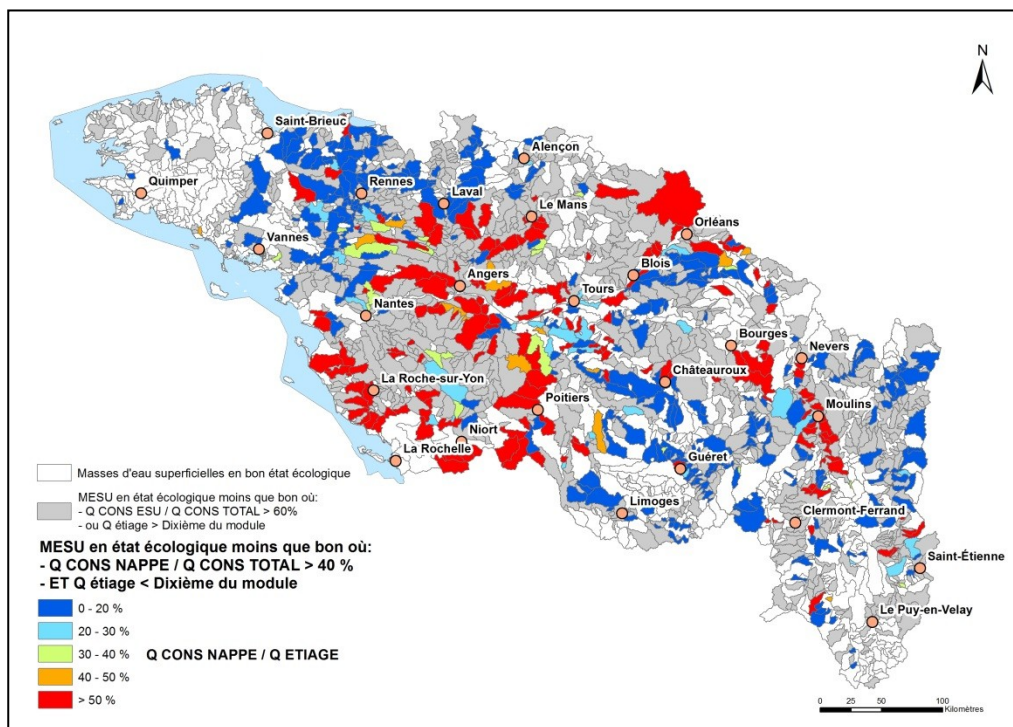 N
Saint-Brieuc
Alençon
Quimper
Rennes
Laval
Le Mans
Orléans
Vannes
Blois
Angers
Tours
Nantes
Bourges
Nevers
Châteauroux
La Roche-sur-Yon
Poitiers
Moulins
Niort
La Rochelle
Guéret
Limoges
Clermont-Ferrand
Saint-Étienne
Le Puy-en-Velay
Masses d'eau superficielles en bon état écologique
MESU en état écologique moins que bon où:
- Q CONS ESU / Q CONS TOTAL > 60%
- ou Q étiage > Dixième du module
MESU en état écologique moins que bon où:
- Q CONS NAPPE / Q CONS TOTAL > 40 %
- ET Q étiage < Dixième du module
0 - 20 %
20 - 30 %
30 - 40 % Q CONS NAPPE / Q ETIAGE
40 - 50 %
> 50 %
0 25 50 100
Kilomètres